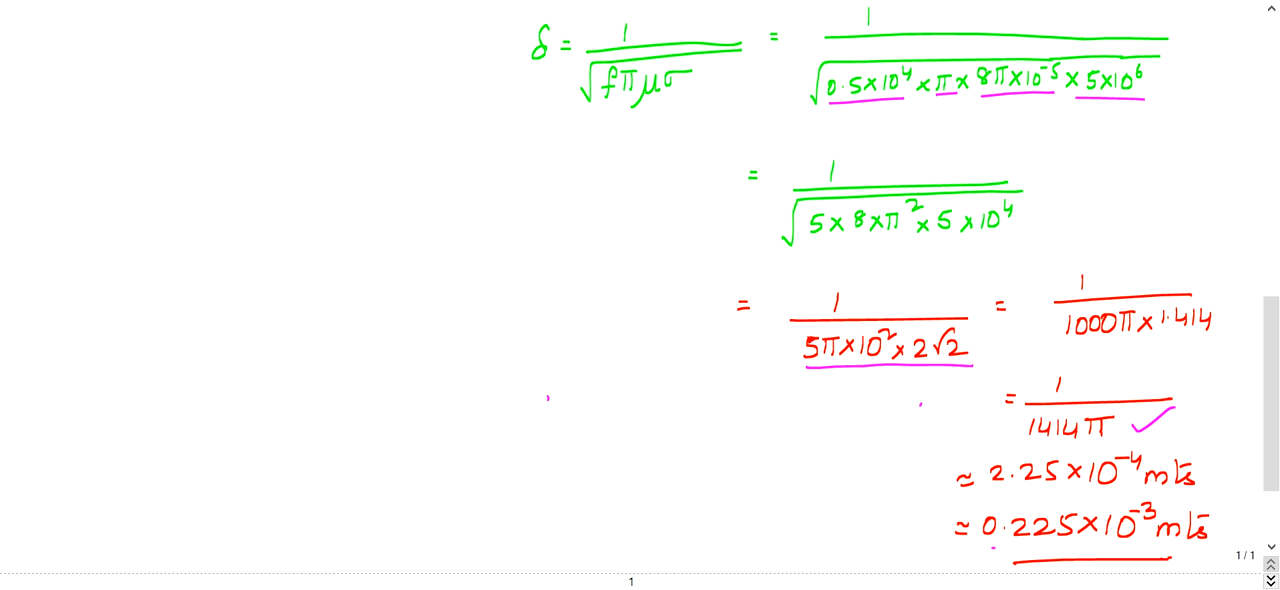 δ = 1/√(fπμσ) = 1/√(0.5×10⁴ × π × 8π×10⁻⁵ × 5×10⁶)
= 1/√(5×8×π²×5×10⁴)
= 1/(5π×10²×2√2) = 1/(1000π×1.414)
= 1/(1414π) ✓
≈ 2.25×10⁻⁴ mts
≈ 0.225×10⁻³ mts
1 / 1
1